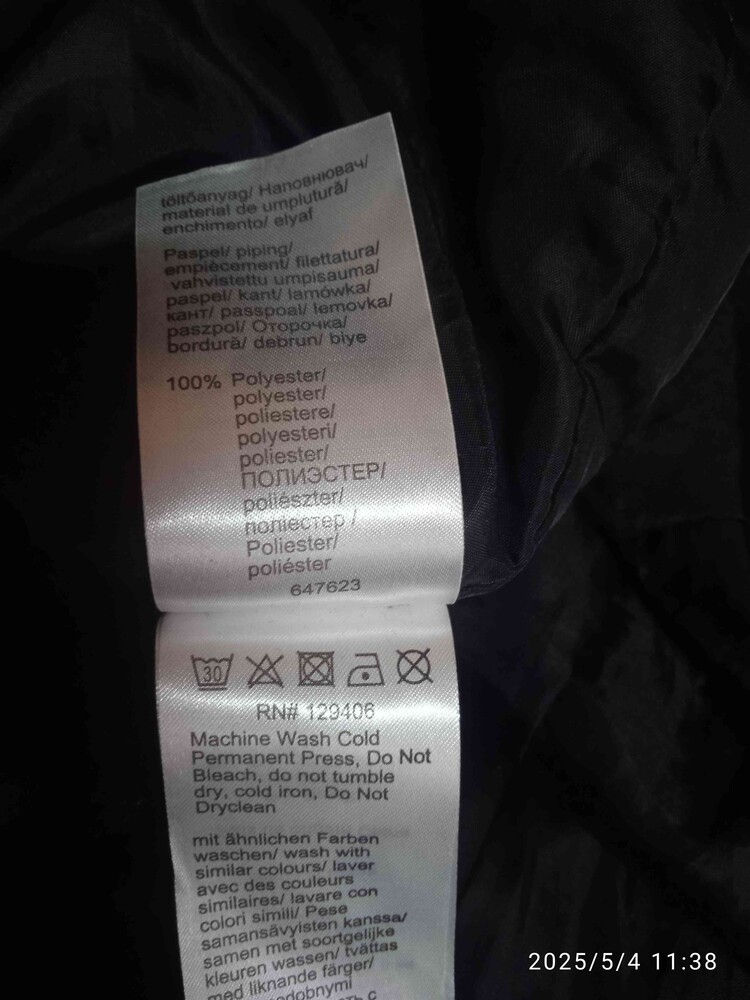 töltőanyag/ Наповнювач/
material de umplutură/
enchimento/ elyaf
Paspel/ piping/
empiècement/ filettatura/
vahvistettu umpisauma/
paspel/ kant/ lamówka/
кант/ passpoal/ lemovka/
paszpol/ Оторочка/
bordură/ debrun/ biye
100% Polyester/
polyester/
poliestere/
polyesteri/
poliester/
ПОЛИЭСТЕР/
poliészter/
поліестер /
Poliester/
poliéster
647623
30
RN# 129406
Machine Wash Cold
Permanent Press, Do Not
Bleach, do not tumble
dry, cold iron, Do Not
Dryclean
mit ähnlichen Farben
waschen/ wash with
similar colours/ laver
avec des couleurs
similaires/ lavare con
colori simili/ Pese
samansävyisten kanssa/
samen met soortgelijke
kleuren wassen/ tvättas
med liknande färger/
2025/5/4 11:38